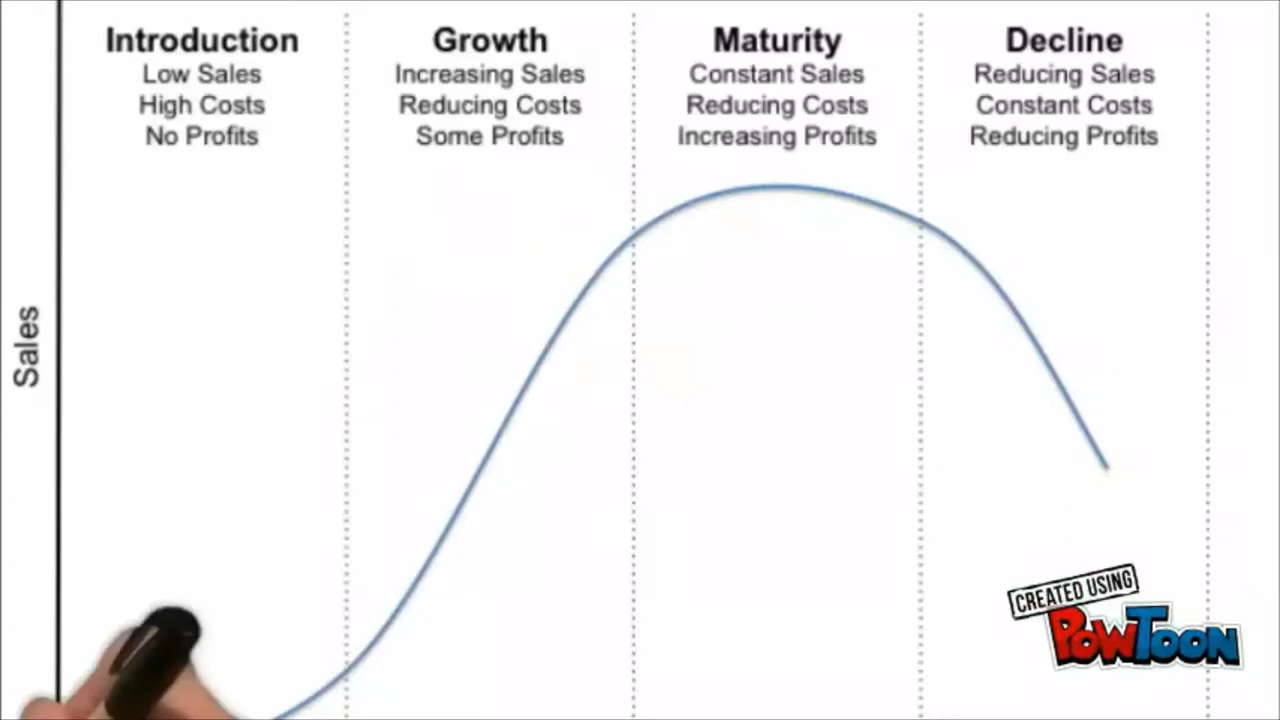 Introduction
Low Sales
High Costs
No Profits
Growth
Increasing Sales
Reducing Costs
Some Profits
Maturity
Constant Sales
Reducing Costs
Increasing Profits
Decline
Reducing Sales
Constant Costs
Reducing Profits
Sales
CREATED USING
POWTOON